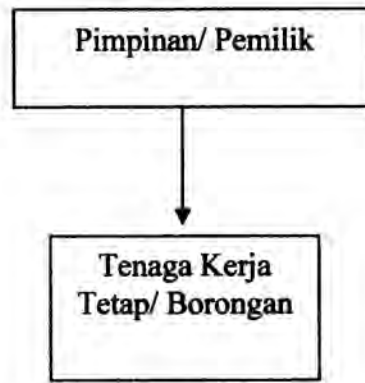 Pimpinan/ Pemilik
Tenaga Kerja
Tetap/ Borongan